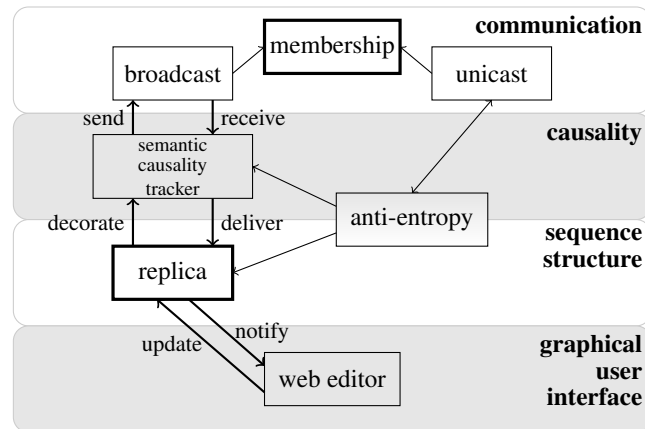 communication
membership
broadcast
unicast
send
receive
causality
semantic
causality
tracker
decorate
deliver
anti-entropy
sequence
structure
replica
notify
update
graphical
user
interface
web editor